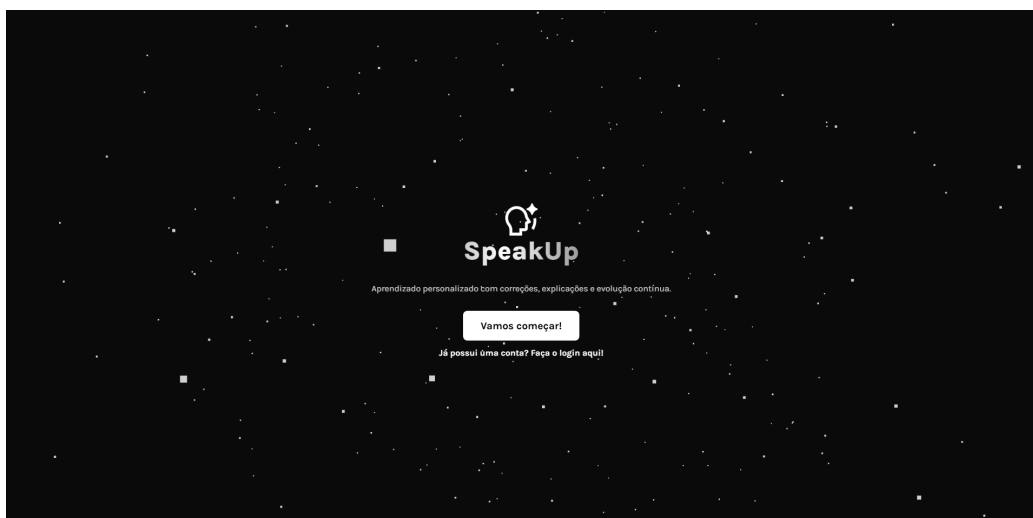 SpeakUp
Aprendizado personalizado com correções, explicações e evolução contínua.
Vamos começar!
Já possui uma conta? Faça o login aqui!